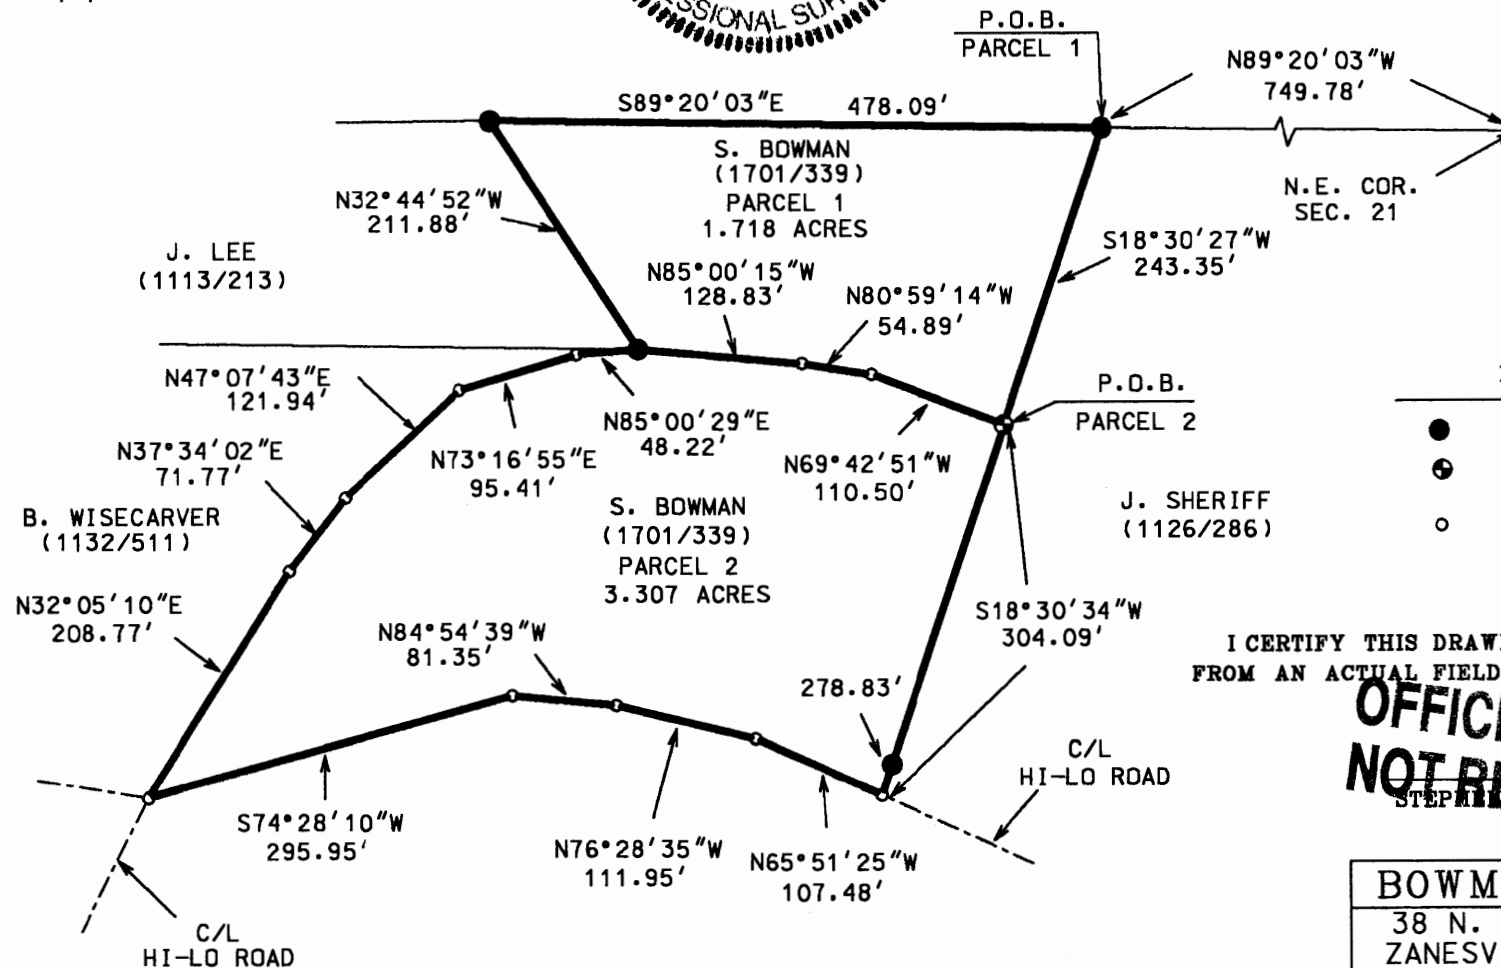 SSIONAL SUR
P.O.B.
PARCEL 1
N89°20'03"W
749.78'
S89°20'03"E 478.09'
S. BOWMAN
(1701/339)
PARCEL 1
1.718 ACRES
N.E. COR.
SEC. 21
N32°44'52"W
211.88'
S18°30'27"W
243.35'
J. LEE
(1113/213)
N85°00'15"W
128.83'
N80°59'14"W
54.89'
N47°07'43"E
121.94'
P.O.B.
PARCEL 2
N85°00'29"E
48.22'
N37°34'02"E
71.77'
N73°16'55"E
95.41'
N69°42'51"W
110.50'
B. WISECARVER
(1132/511)
S. BOWMAN
(1701/339)
PARCEL 2
3.307 ACRES
J. SHERIFF
(1126/286)
N32°05'10"E
208.77'
N84°54'39"W
81.35'
S18°30'34"W
304.09'
I CERTIFY THIS DRAW
FROM AN ACTUAL FIELD
278.83'
OFFICI
NOT RE
STEPHE
C/L
HI-LO ROAD
S74°28'10"W
295.95'
N76°28'35"W
111.95'
N65°51'25"W
107.48'
C/L
HI-LO ROAD
BOWM
38 N.
ZANESV